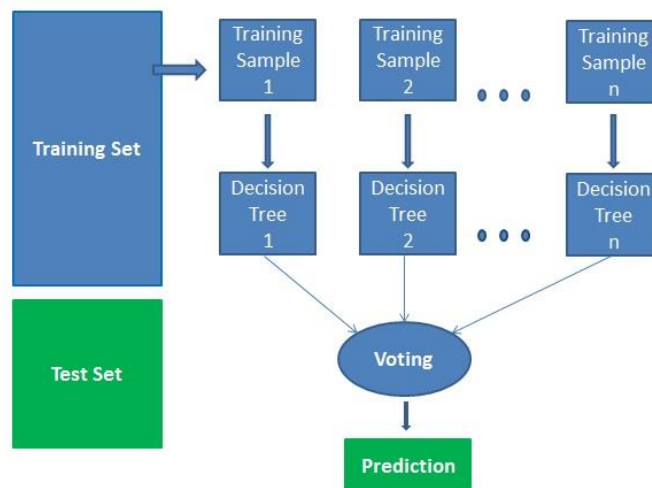 Training Set
Training
Sample
1
Training
Sample
2
Training
Sample
n
Decision
Tree
1
Decision
Tree
2
Decision
Tree
n
Test Set
Voting
Prediction